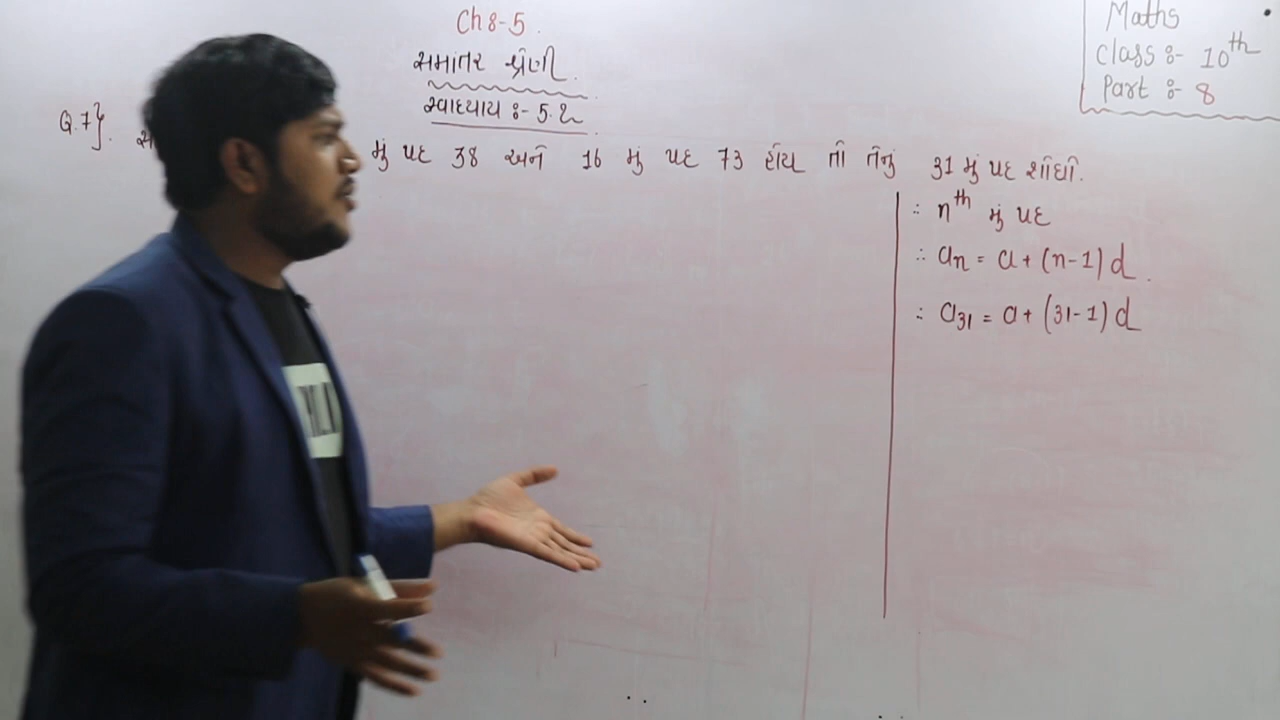 Ch 8-5.
સમાંતર શ્રેણી.
સ્વાધ્યાય :- 5.2
Maths
Class :- 10th
Part :- 8
Q.7}. સ મું પદ 38 અને 16 મું પદ 73 હોય તો તેનું 31 મું પદ શોધો.
∴ nth મું પદ
∴ an = a + (n-1) d.
∴ a31 = a + (31-1) d